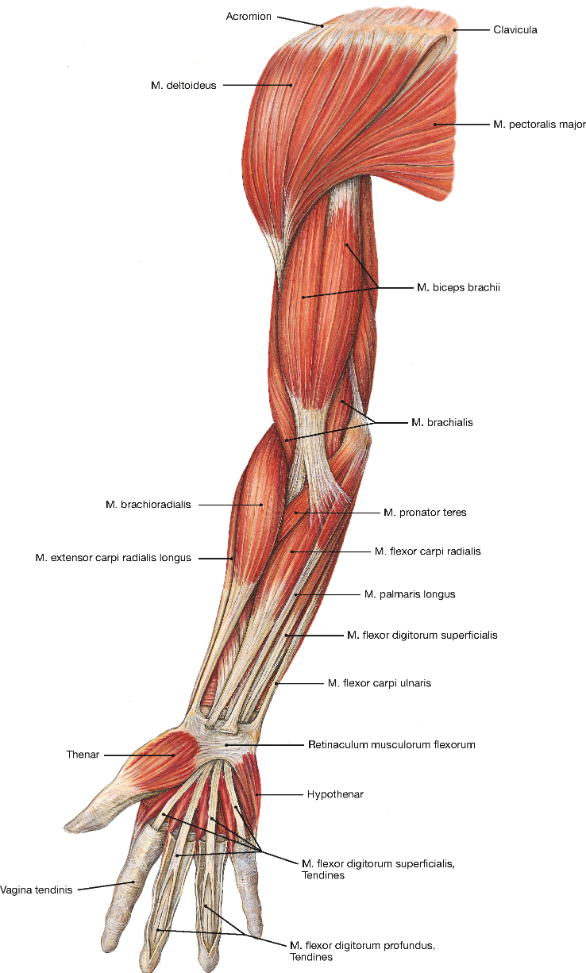 Acromion
Clavicula
M. deltoideus
M. pectoralis major
M. biceps brachii
M. brachialis
M. brachioradialis
M. pronator teres
M. extensor carpi radialis longus
M. flexor carpi radialis
M. palmaris longus
M. flexor digitorum superficialis
M. flexor carpi ulnaris
Retinaculum musculorum flexorum
Thenar
Hypothenar
M. flexor digitorum superficialis,
Tendines
Vagina tendinis
M. flexor digitorum profundus,
Tendines